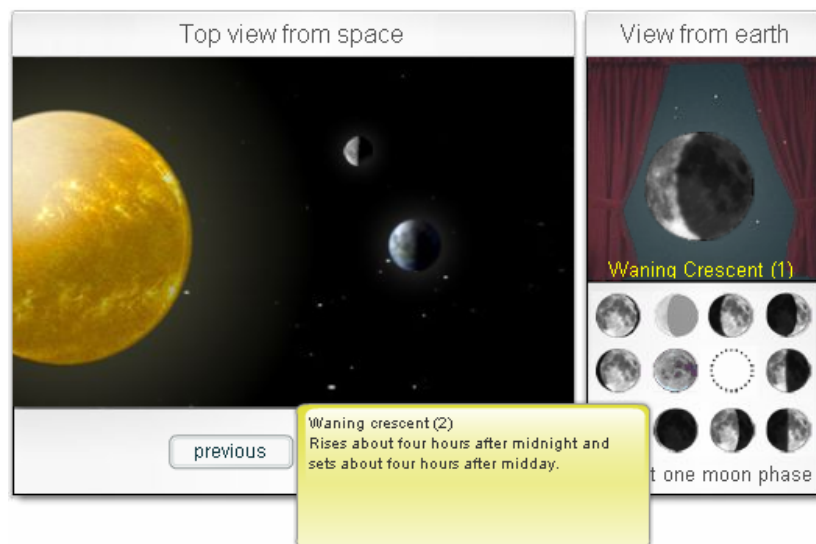 Top view from space
View from earth
Waning Crescent (1)
previous
Waning crescent (2)
Rises about four hours after midnight and
sets about four hours after midday.
t one moon phase